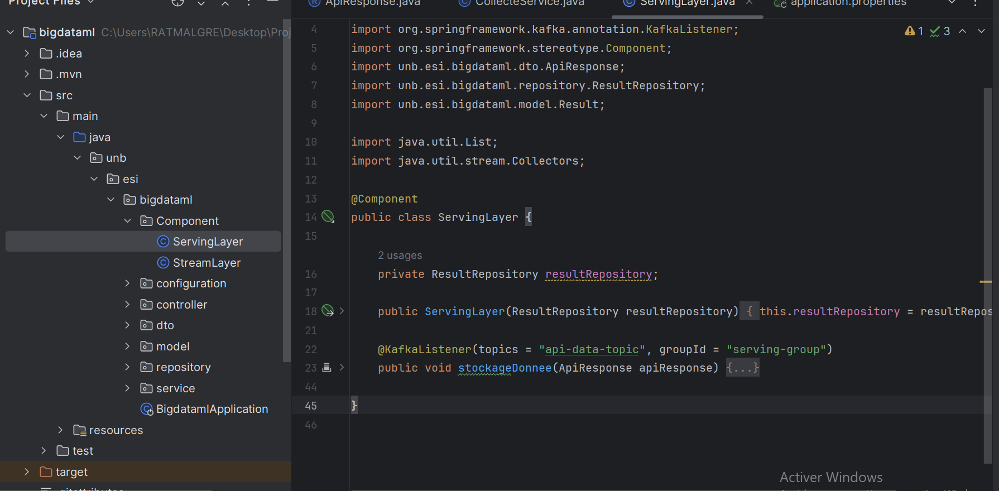 Project Files
bigdataml C:\Users\RATMALGRE\Desktop\Proj
.idea
.mvn
src
main
java
unb
esi
bigdataml
Component
ServingLayer
StreamLayer
configuration
controller
dto
model
repository
service
BigdatamlApplication
resources
test
target
.gitattributes
ApiResponse.java CollecteService.java ServingLayer.java application.properties
1 3
4 import org.springframework.kafka.annotation.KafkaListener;
5 import org.springframework.stereotype.Component;
6 import unb.esi.bigdataml.dto.ApiResponse;
7 import unb.esi.bigdataml.repository.ResultRepository;
8 import unb.esi.bigdataml.model.Result;
9
10 import java.util.List;
11 import java.util.stream.Collectors;
12
13 @Component
14 public class ServingLayer {
15
2 usages
16 private ResultRepository resultRepository;
17
18 public ServingLayer(ResultRepository resultRepository) { this.resultRepository = resultRepos
21
22 @KafkaListener(topics = "api-data-topic", groupId = "serving-group")
23 public void stockageDonnee(ApiResponse apiResponse) {...}
44
45 }
46
Activer Windows